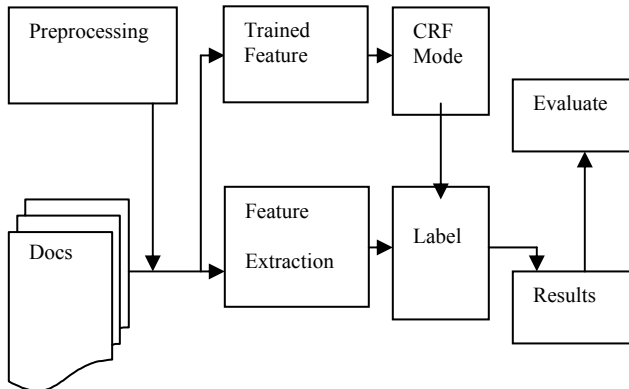 Preprocessing
Trained
Feature
CRF
Mode
Evaluate
Docs
Feature
Extraction
Label
Results